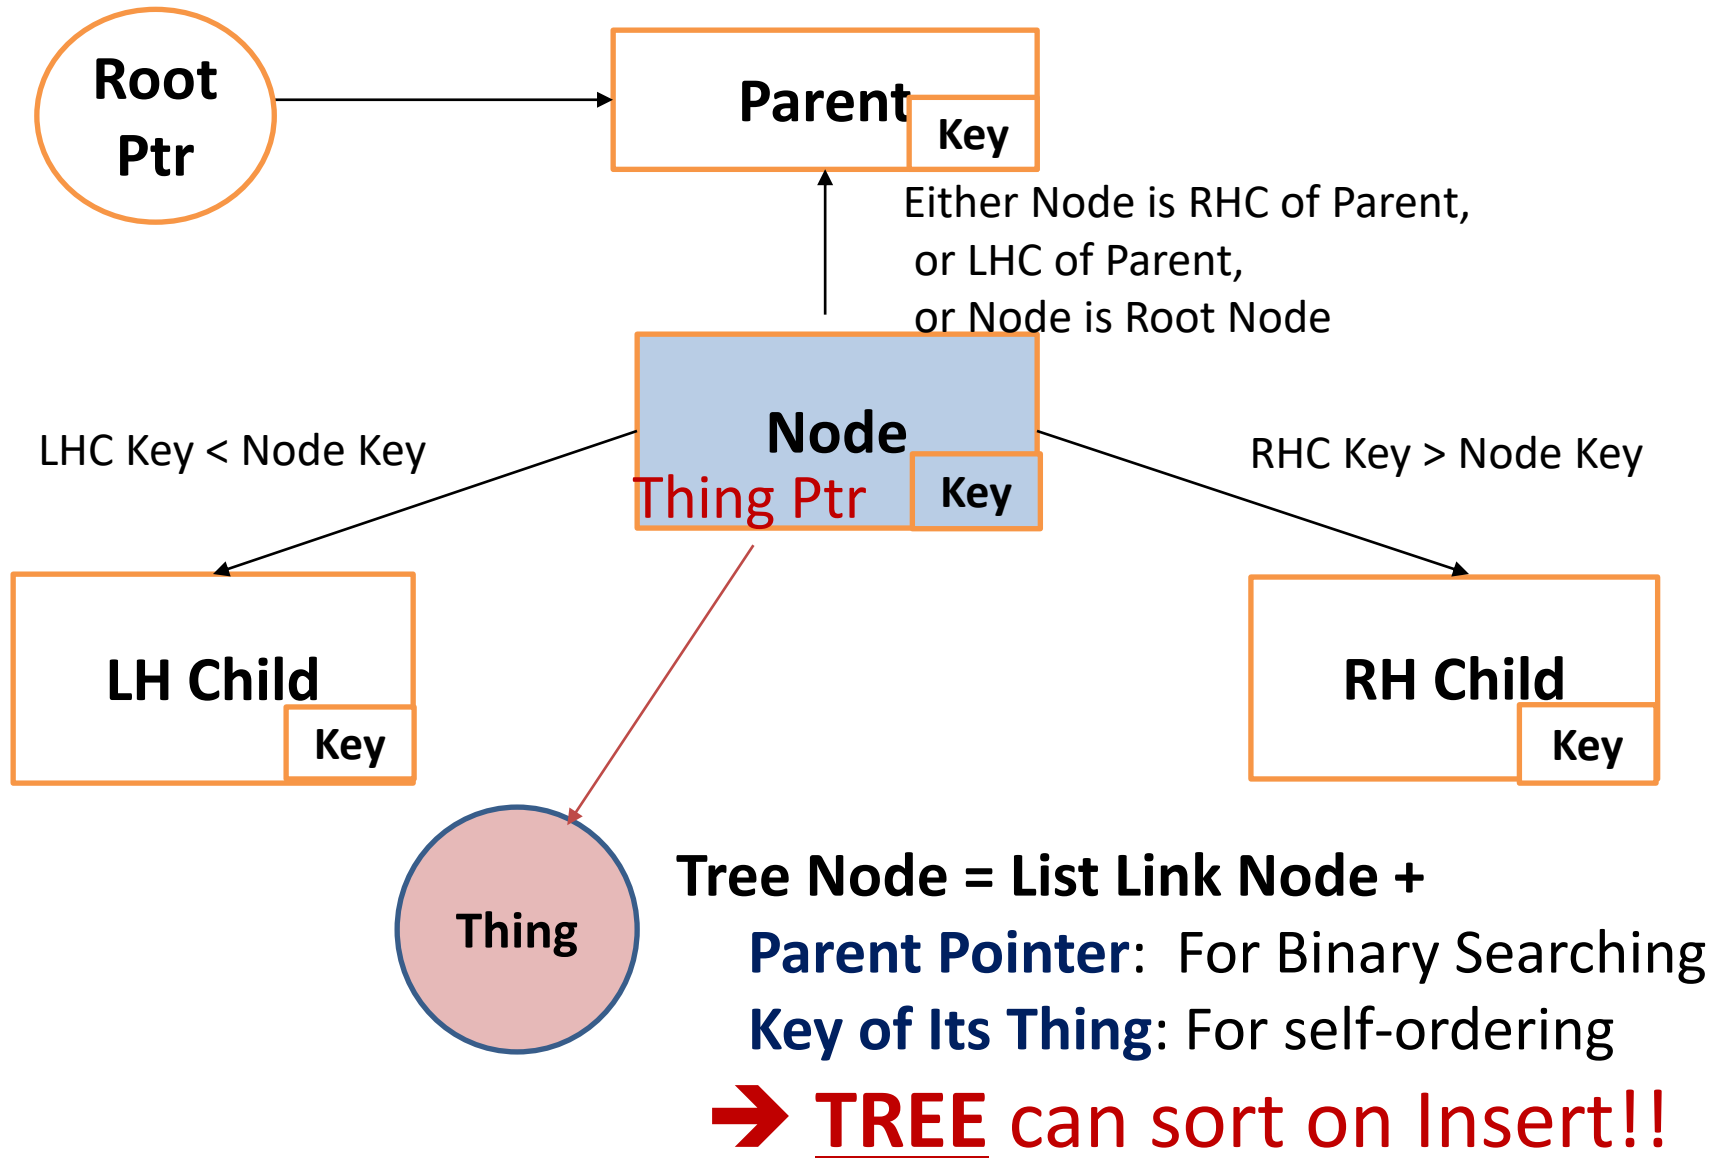 Root
Ptr
Parent
Key
Either Node is RHC of Parent,
or LHC of Parent,
or Node is Root Node
LHC Key < Node Key
Node
Thing Ptr
Key
RHC Key > Node Key
LH Child
Key
RH Child
Key
Thing
Tree Node = List Link Node +
Parent Pointer: For Binary Searching
Key of Its Thing: For self-ordering
➔ TREE can sort on Insert!!